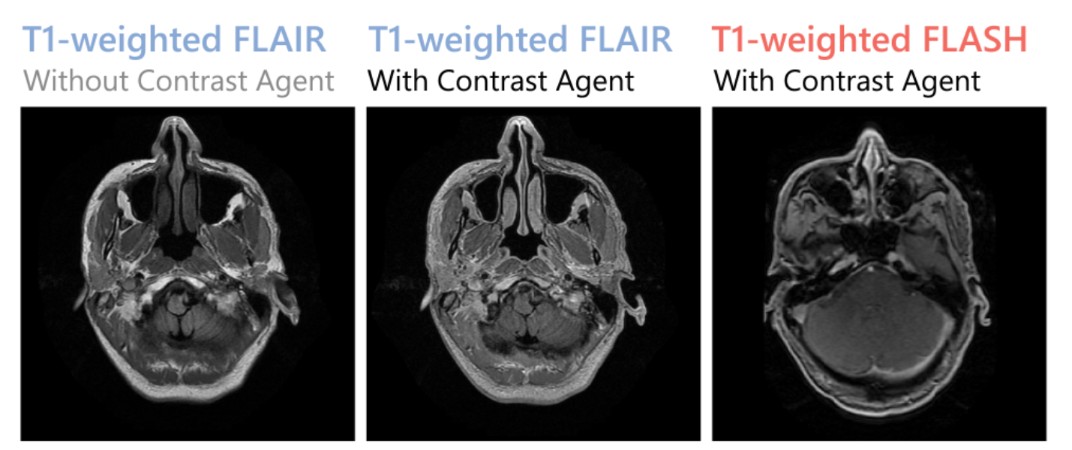 T1-weighted FLAIR
Without Contrast Agent
T1-weighted FLAIR
With Contrast Agent
T1-weighted FLASH
With Contrast Agent